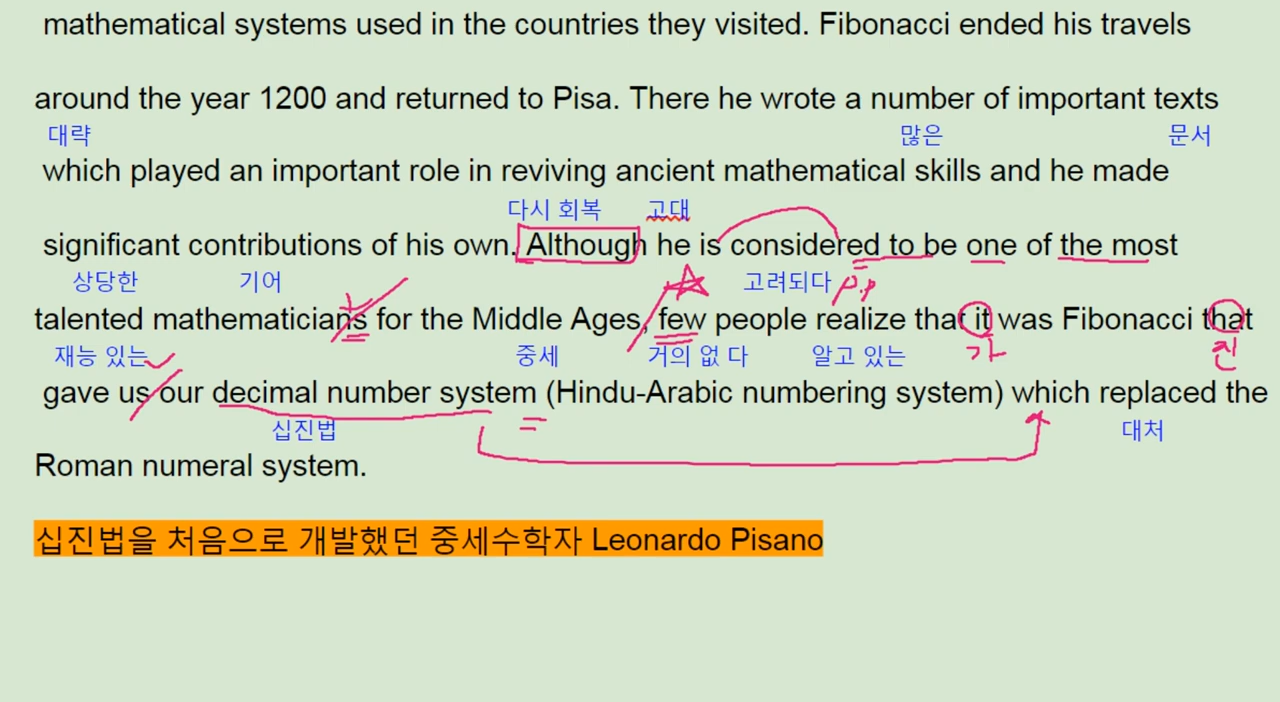 mathematical systems used in the countries they visited. Fibonacci ended his travels
around the year 1200 and returned to Pisa. There he wrote a number of important texts
대략 많은 문서
which played an important role in reviving ancient mathematical skills and he made
다시 회복 고대
significant contributions of his own. Although he is considered to be one of the most
상당한 기어 고려되다 p.p
talented mathematicians for the Middle Ages, few people realize that it was Fibonacci that
재능 있는 중세 거의 없 다 알고 있는 가 진
gave us our decimal number system (Hindu-Arabic numbering system) which replaced the
십진법 대처
Roman numeral system.
십진법을 처음으로 개발했던 중세수학자 Leonardo Pisano